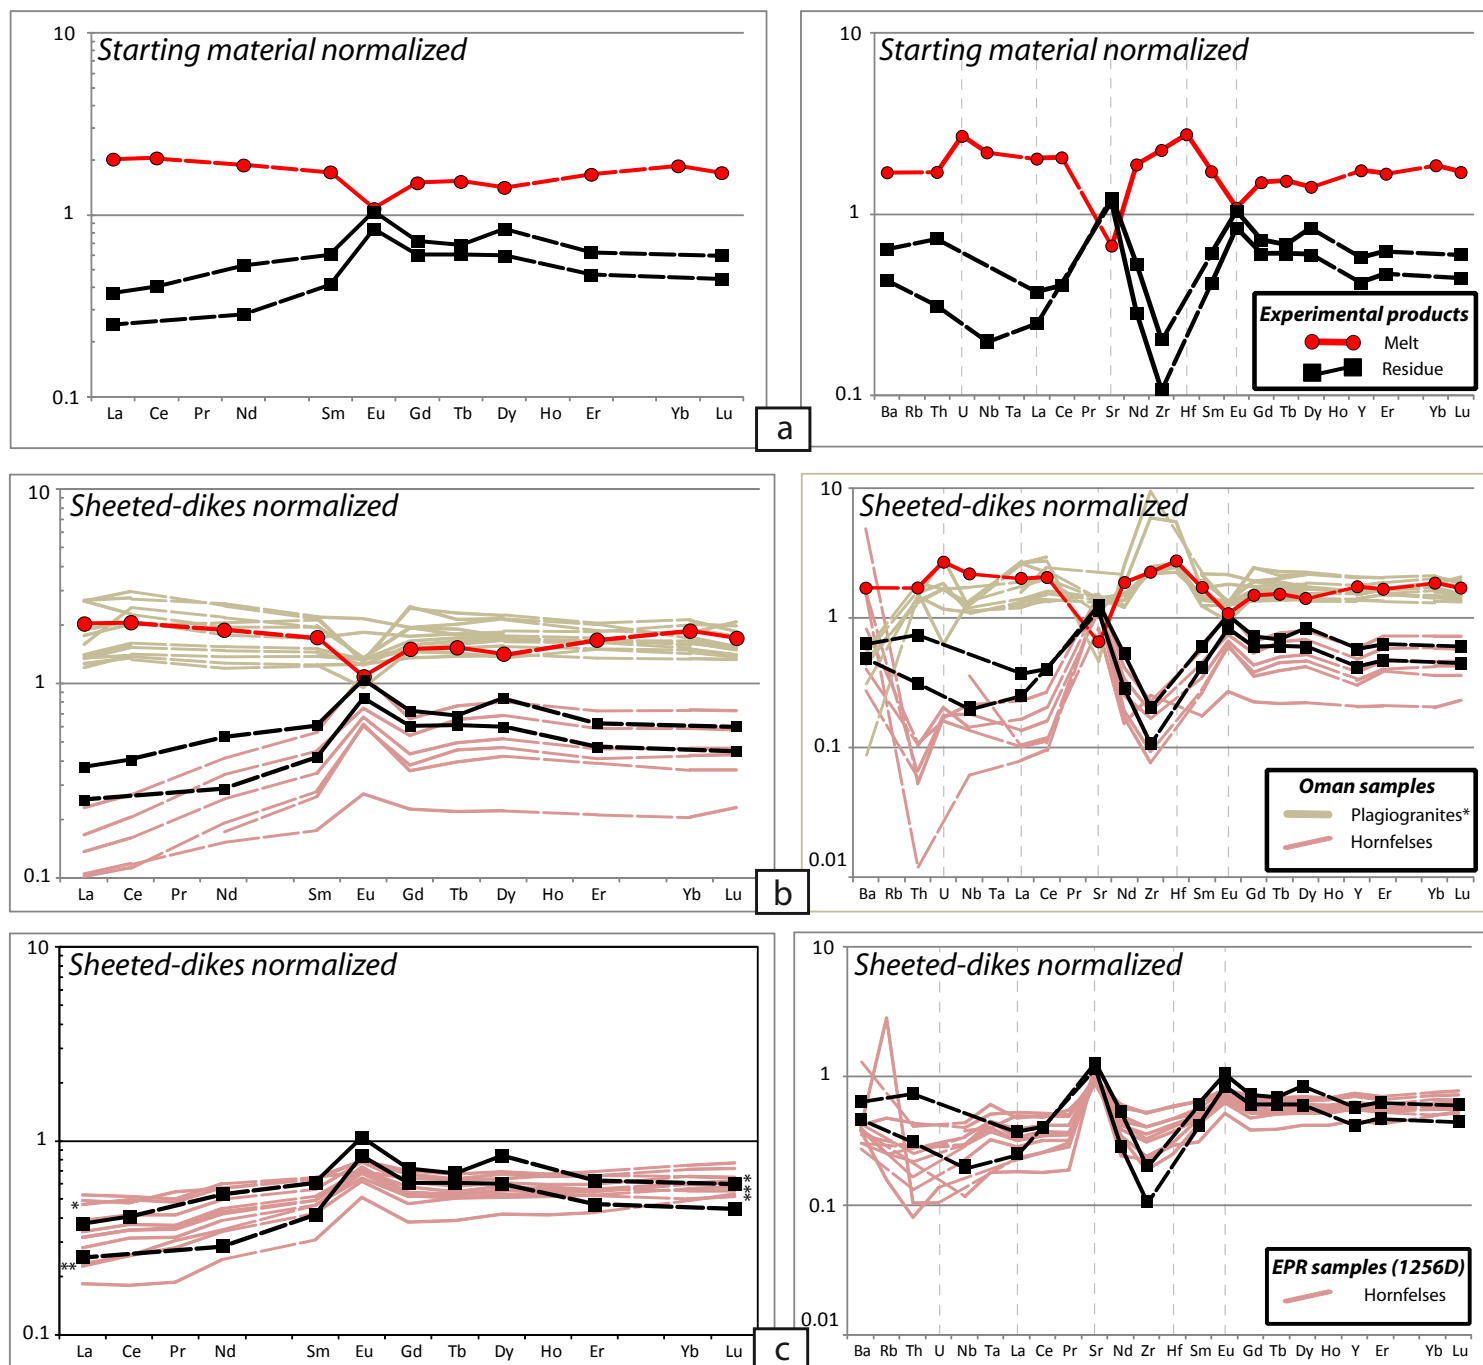 Starting material normalized
10
1
0.1
La Ce Pr Nd Sm Eu Gd Tb Dy Ho Er Yb Lu
Starting material normalized
10
1
0.1
Experimental products
Melt
Residue
Ba Rb Th U Nb Ta La Ce Pr Sr Nd Zr Hf Sm Eu Gd Tb Dy Ho Y Er Yb Lu
a
Sheeted-dikes normalized
10
1
0.1
La Ce Pr Nd Sm Eu Gd Tb Dy Ho Er Yb Lu
Sheeted-dikes normalized
10
1
0.1
0.01
Oman samples
Plagiogranites*
Hornfelses
Ba Rb Th U Nb Ta La Ce Pr Sr Nd Zr Hf Sm Eu Gd Tb Dy Ho Y Er Yb Lu
b
Sheeted-dikes normalized
10
1
*
**
*
*
*
0.1
La Ce Pr Nd Sm Eu Gd Tb Dy Ho Er Yb Lu
Sheeted-dikes normalized
10
1
0.1
0.01
EPR samples (1256D)
Hornfelses
Ba Rb Th U Nb Ta La Ce Pr Sr Nd Zr Hf Sm Eu Gd Tb Dy Ho Y Er Yb Lu
c